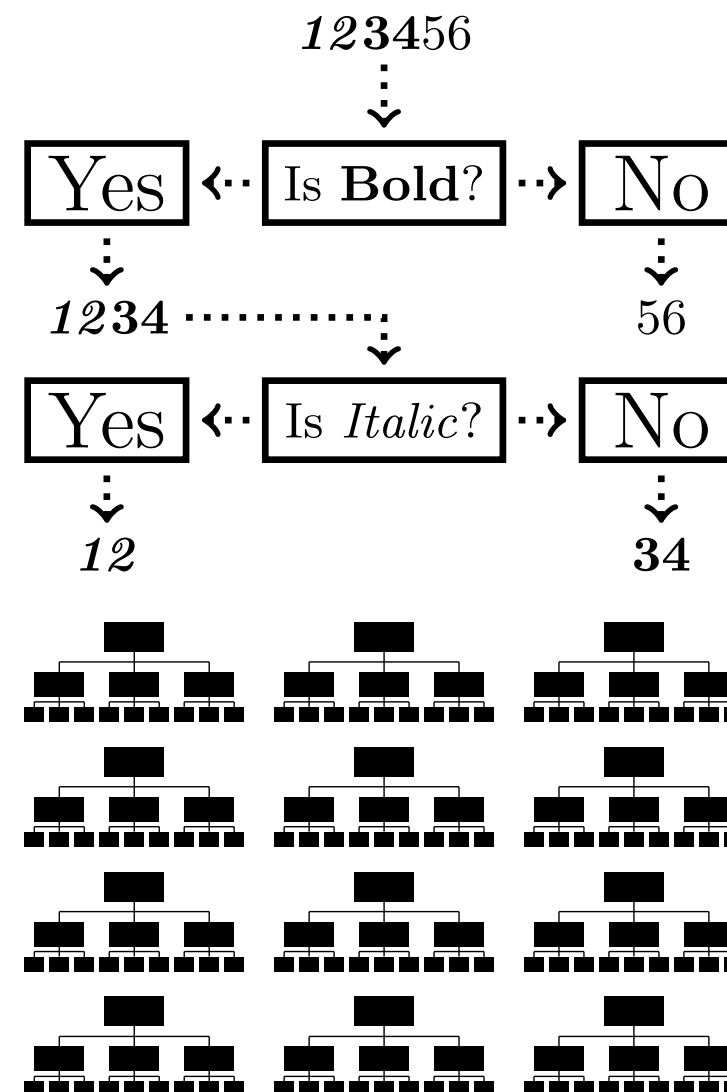 123456
Yes Is Bold? No
1234 56
Yes Is Italic? No
12 34